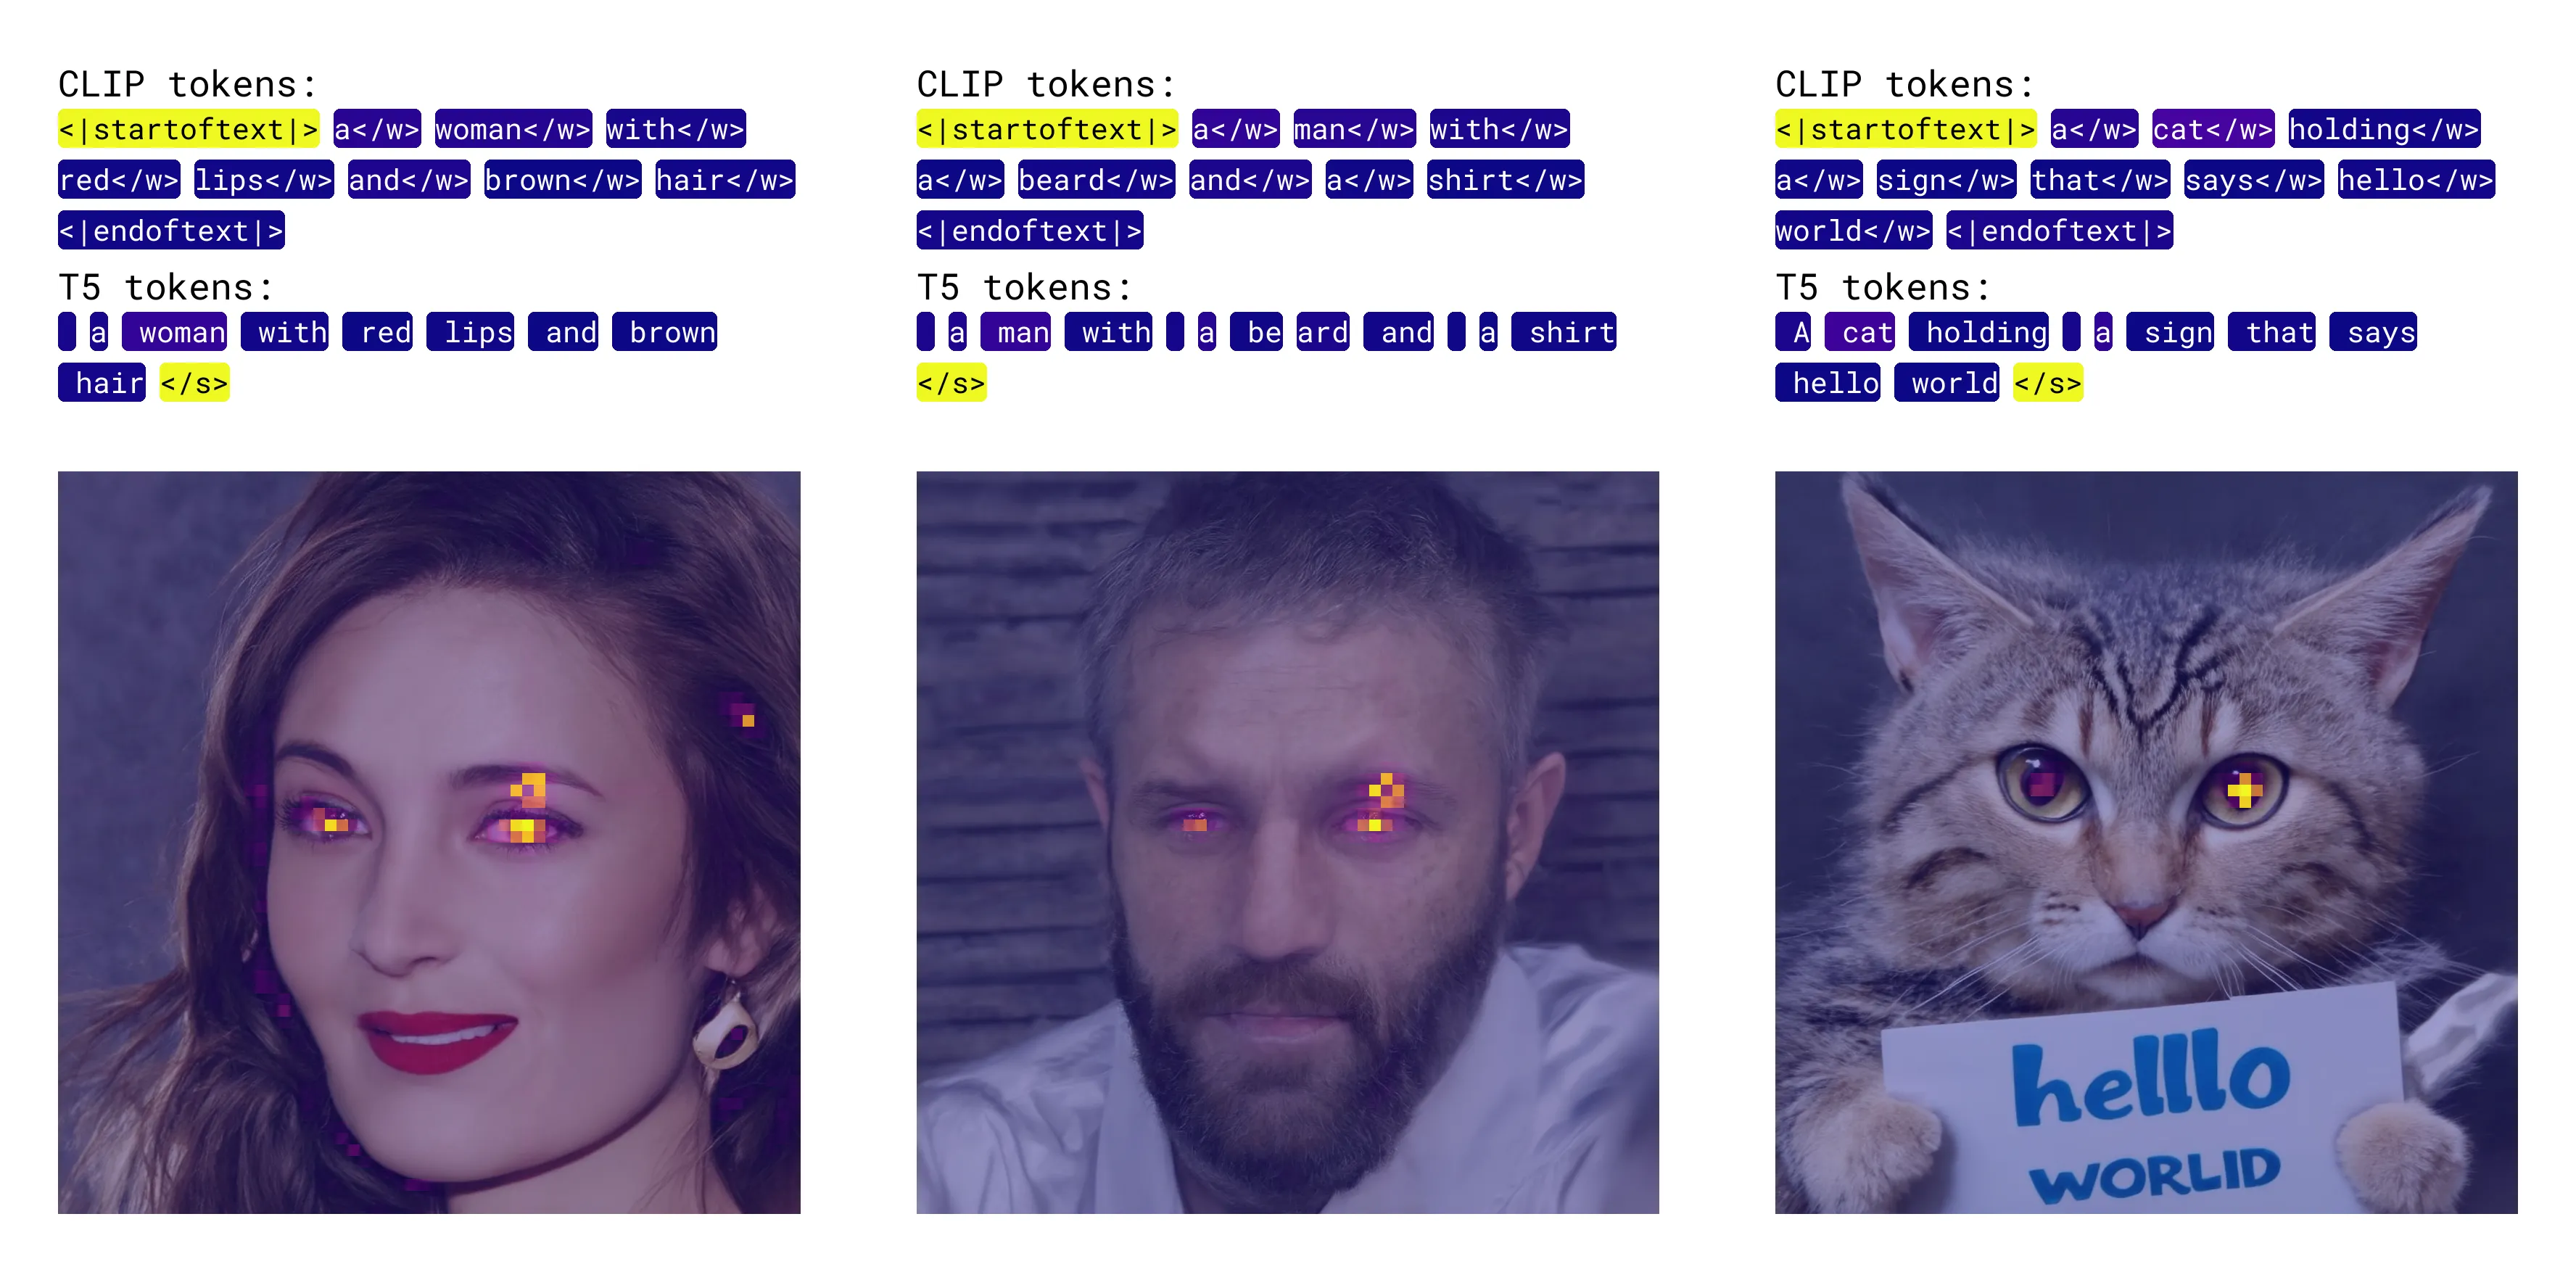 CLIP tokens:
<|startoftext|> a</w> woman</w> with</w>
red</w> lips</w> and</w> brown</w> hair</w>
<|endoftext|>
T5 tokens:
a woman with red lips and brown
hair </s>
CLIP tokens:
<|startoftext|> a</w> man</w> with</w>
a</w> beard</w> and</w> a</w> shirt</w>
<|endoftext|>
T5 tokens:
a man with a be ard and a shirt
</s>
CLIP tokens:
<|startoftext|> a</w> cat</w> holding</w>
a</w> sign</w> that</w> says</w> hello</w>
world</w> <|endoftext|>
T5 tokens:
A cat holding a sign that says
hello world </s>
helllo
WORLID